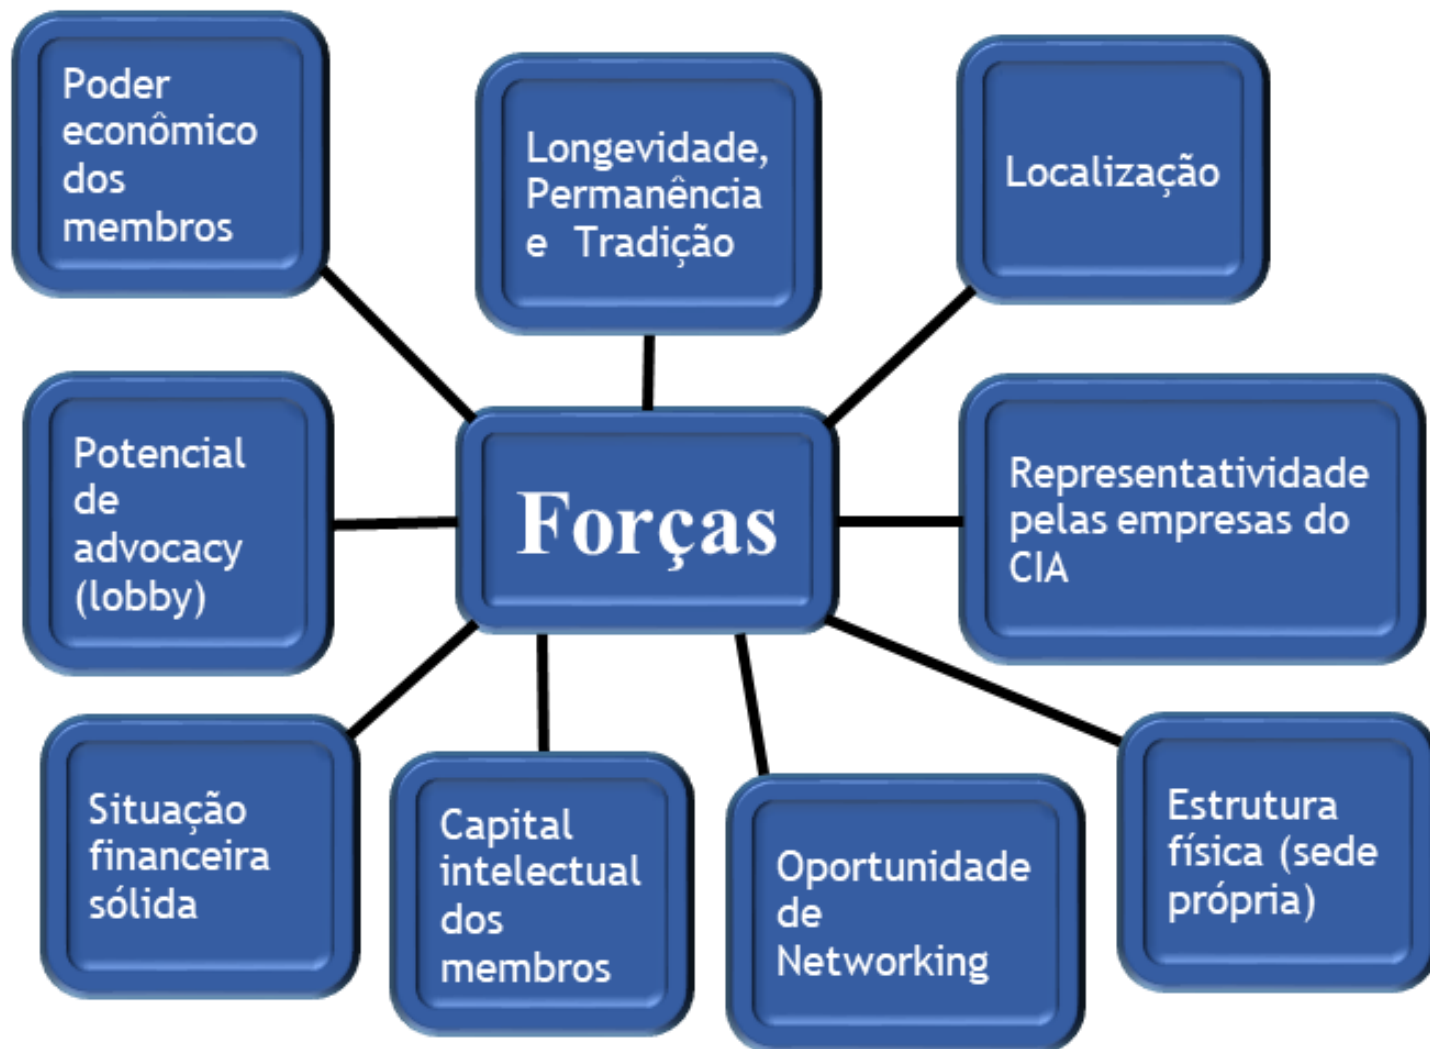 Poder
econômico
dos
membros
Longevidade,
Permanência
e Tradição
Localização
Potencial
de
advocacy
(lobby)
Forças
Representatividade
pelas empresas do
CIA
Situação
financeira
sólida
Capital
intelectual
dos
membros
Oportunidade
de
Networking
Estrutura
física (sede
própria)